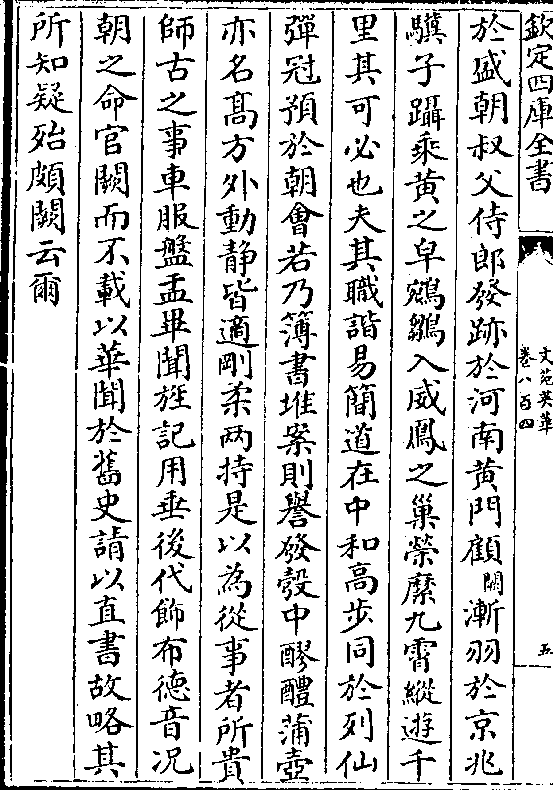 欽定四庫全書
文苑英華
卷八百四
五
於盛朝叔父侍郎發跡於河南黄門顧闕漸羽於京兆
驥子躡乘黄之皁鵷鶵入威鳳之巢榮縻九霄縱遊千
里其可必也夫其職諧易簡道在中和高步同於列仙
彈冠預於朝會若乃簿書堆案則譽發彀中醪醴蒲壺
亦名髙方外動静皆適剛柔两持是以為從事者所貴
師古之事車服盤盂畢聞旌記用垂後代飾布德音况
朝之命官闕而不載以華聞於舊史請以直書故略其
所知疑殆頗闕云爾